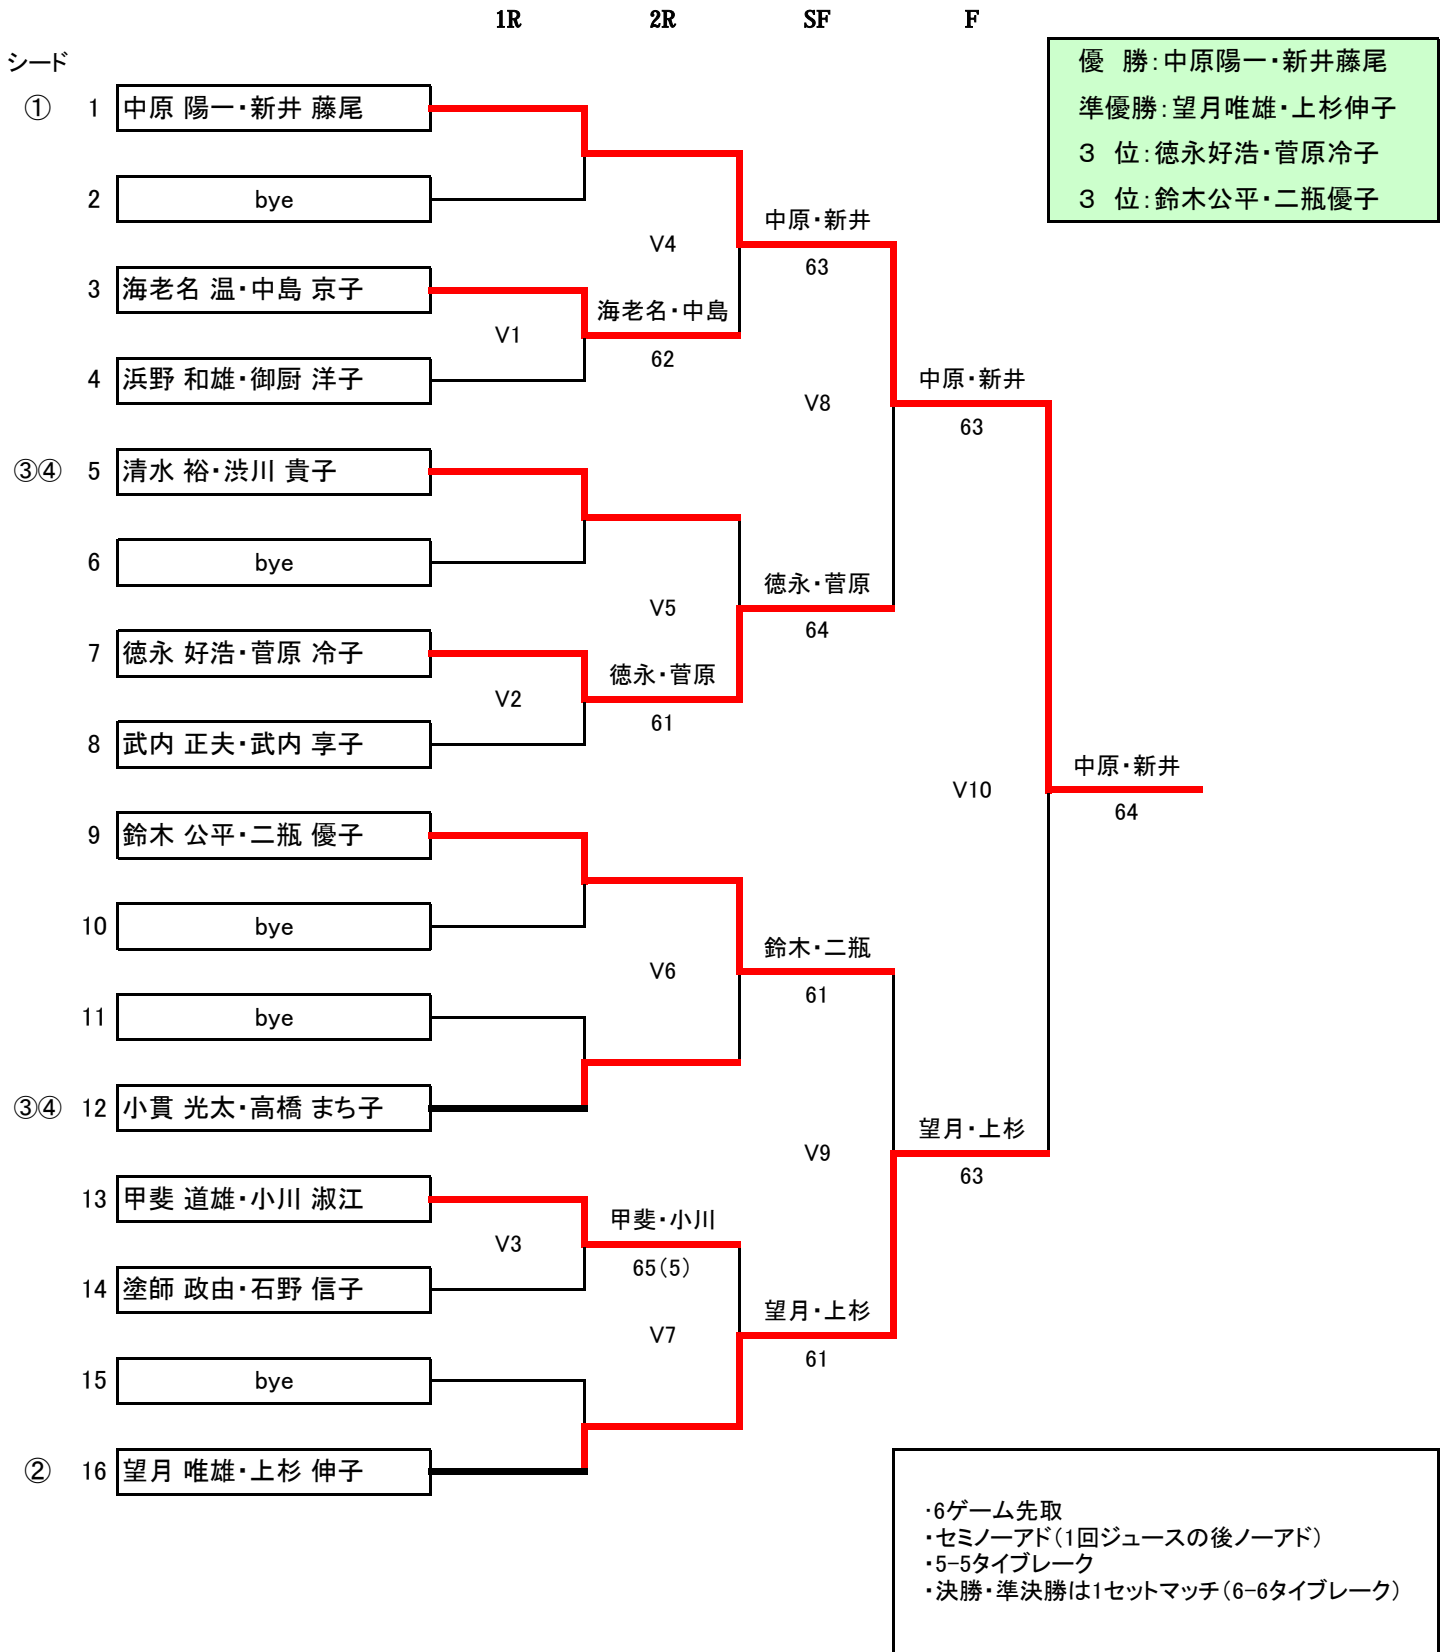 1R 2R SF F
シード
優 勝：中原陽一・新井藤尾
準優勝：望月唯雄・上杉伸子
3 位：徳永好浩・菅原冷子
3 位：鈴木公平・二瓶優子
① 1 中原 陽一・新井 藤尾
2 bye
中原・新井
V4
63
3 海老名 温・中島 京子
海老名・中島
V1
62
4 浜野 和雄・御厨 洋子
中原・新井
V8
63
③④ 5 清水 裕・渋川 貴子
6 bye
徳永・菅原
V5
64
7 徳永 好浩・菅原 冷子
徳永・菅原
V2
61
8 武内 正夫・武内 享子
中原・新井
V10
64
9 鈴木 公平・二瓶 優子
10 bye
鈴木・二瓶
V6
61
11 bye
③④ 12 小貫 光太・高橋 まち子
望月・上杉
V9
63
13 甲斐 道雄・小川 淑江
甲斐・小川
V3
65(5)
14 塗師 政由・石野 信子
望月・上杉
V7
61
15 bye
② 16 望月 唯雄・上杉 伸子
・6ゲーム先取
・セミノーアド（1回ジュースの後ノーアド）
・5-5タイブレーク
・決勝・準決勝は1セットマッチ（6-6タイブレーク）